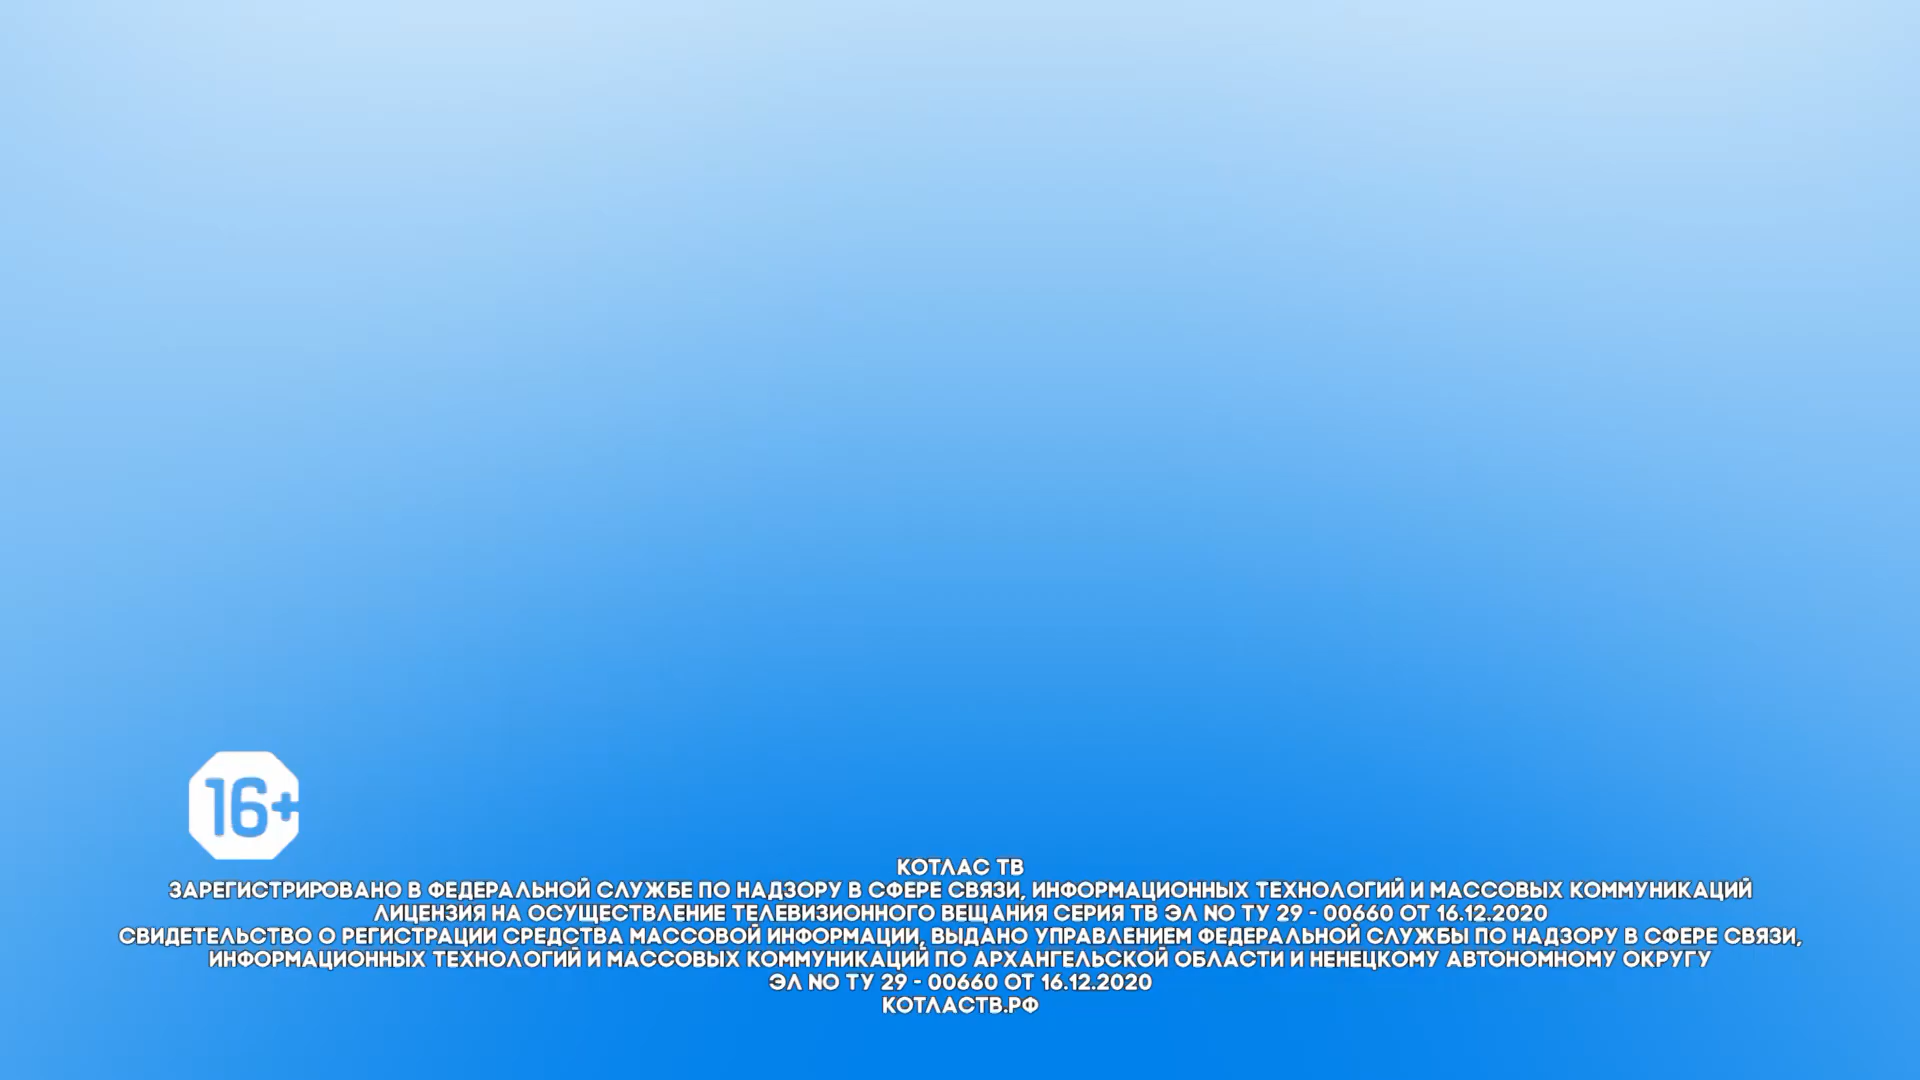 16+
КОТЛАС ТВ
ЗАРЕГИСТРИРОВАНО В ФЕДЕРАЛЬНОЙ СЛУЖБЕ ПО НАДЗОРУ В СФЕРЕ СВЯЗИ, ИНФОРМАЦИОННЫХ ТЕХНОЛОГИЙ И МАССОВЫХ КОММУНИКАЦИЙ
ЛИЦЕНЗИЯ НА ОСУЩЕСТВЛЕНИЕ ТЕЛЕВИЗИОННОГО ВЕЩАНИЯ СЕРИЯ ТВ ЭЛ NO ТУ 29 - 00660 ОТ 16.12.2020
СВИДЕТЕЛЬСТВО О РЕГИСТРАЦИИ СРЕДСТВА МАССОВОЙ ИНФОРМАЦИИ, ВЫДАНО УПРАВЛЕНИЕМ ФЕДЕРАЛЬНОЙ СЛУЖБЫ ПО НАДЗОРУ В СФЕРЕ СВЯЗИ,
ИНФОРМАЦИОННЫХ ТЕХНОЛОГИЙ И МАССОВЫХ КОММУНИКАЦИЙ ПО АРХАНГЕЛЬСКОЙ ОБЛАСТИ И НЕНЕЦКОМУ АВТОНОМНОМУ ОКРУГУ
ЭЛ NO ТУ 29 - 00660 ОТ 16.12.2020
КОТЛАСТВ.РФ